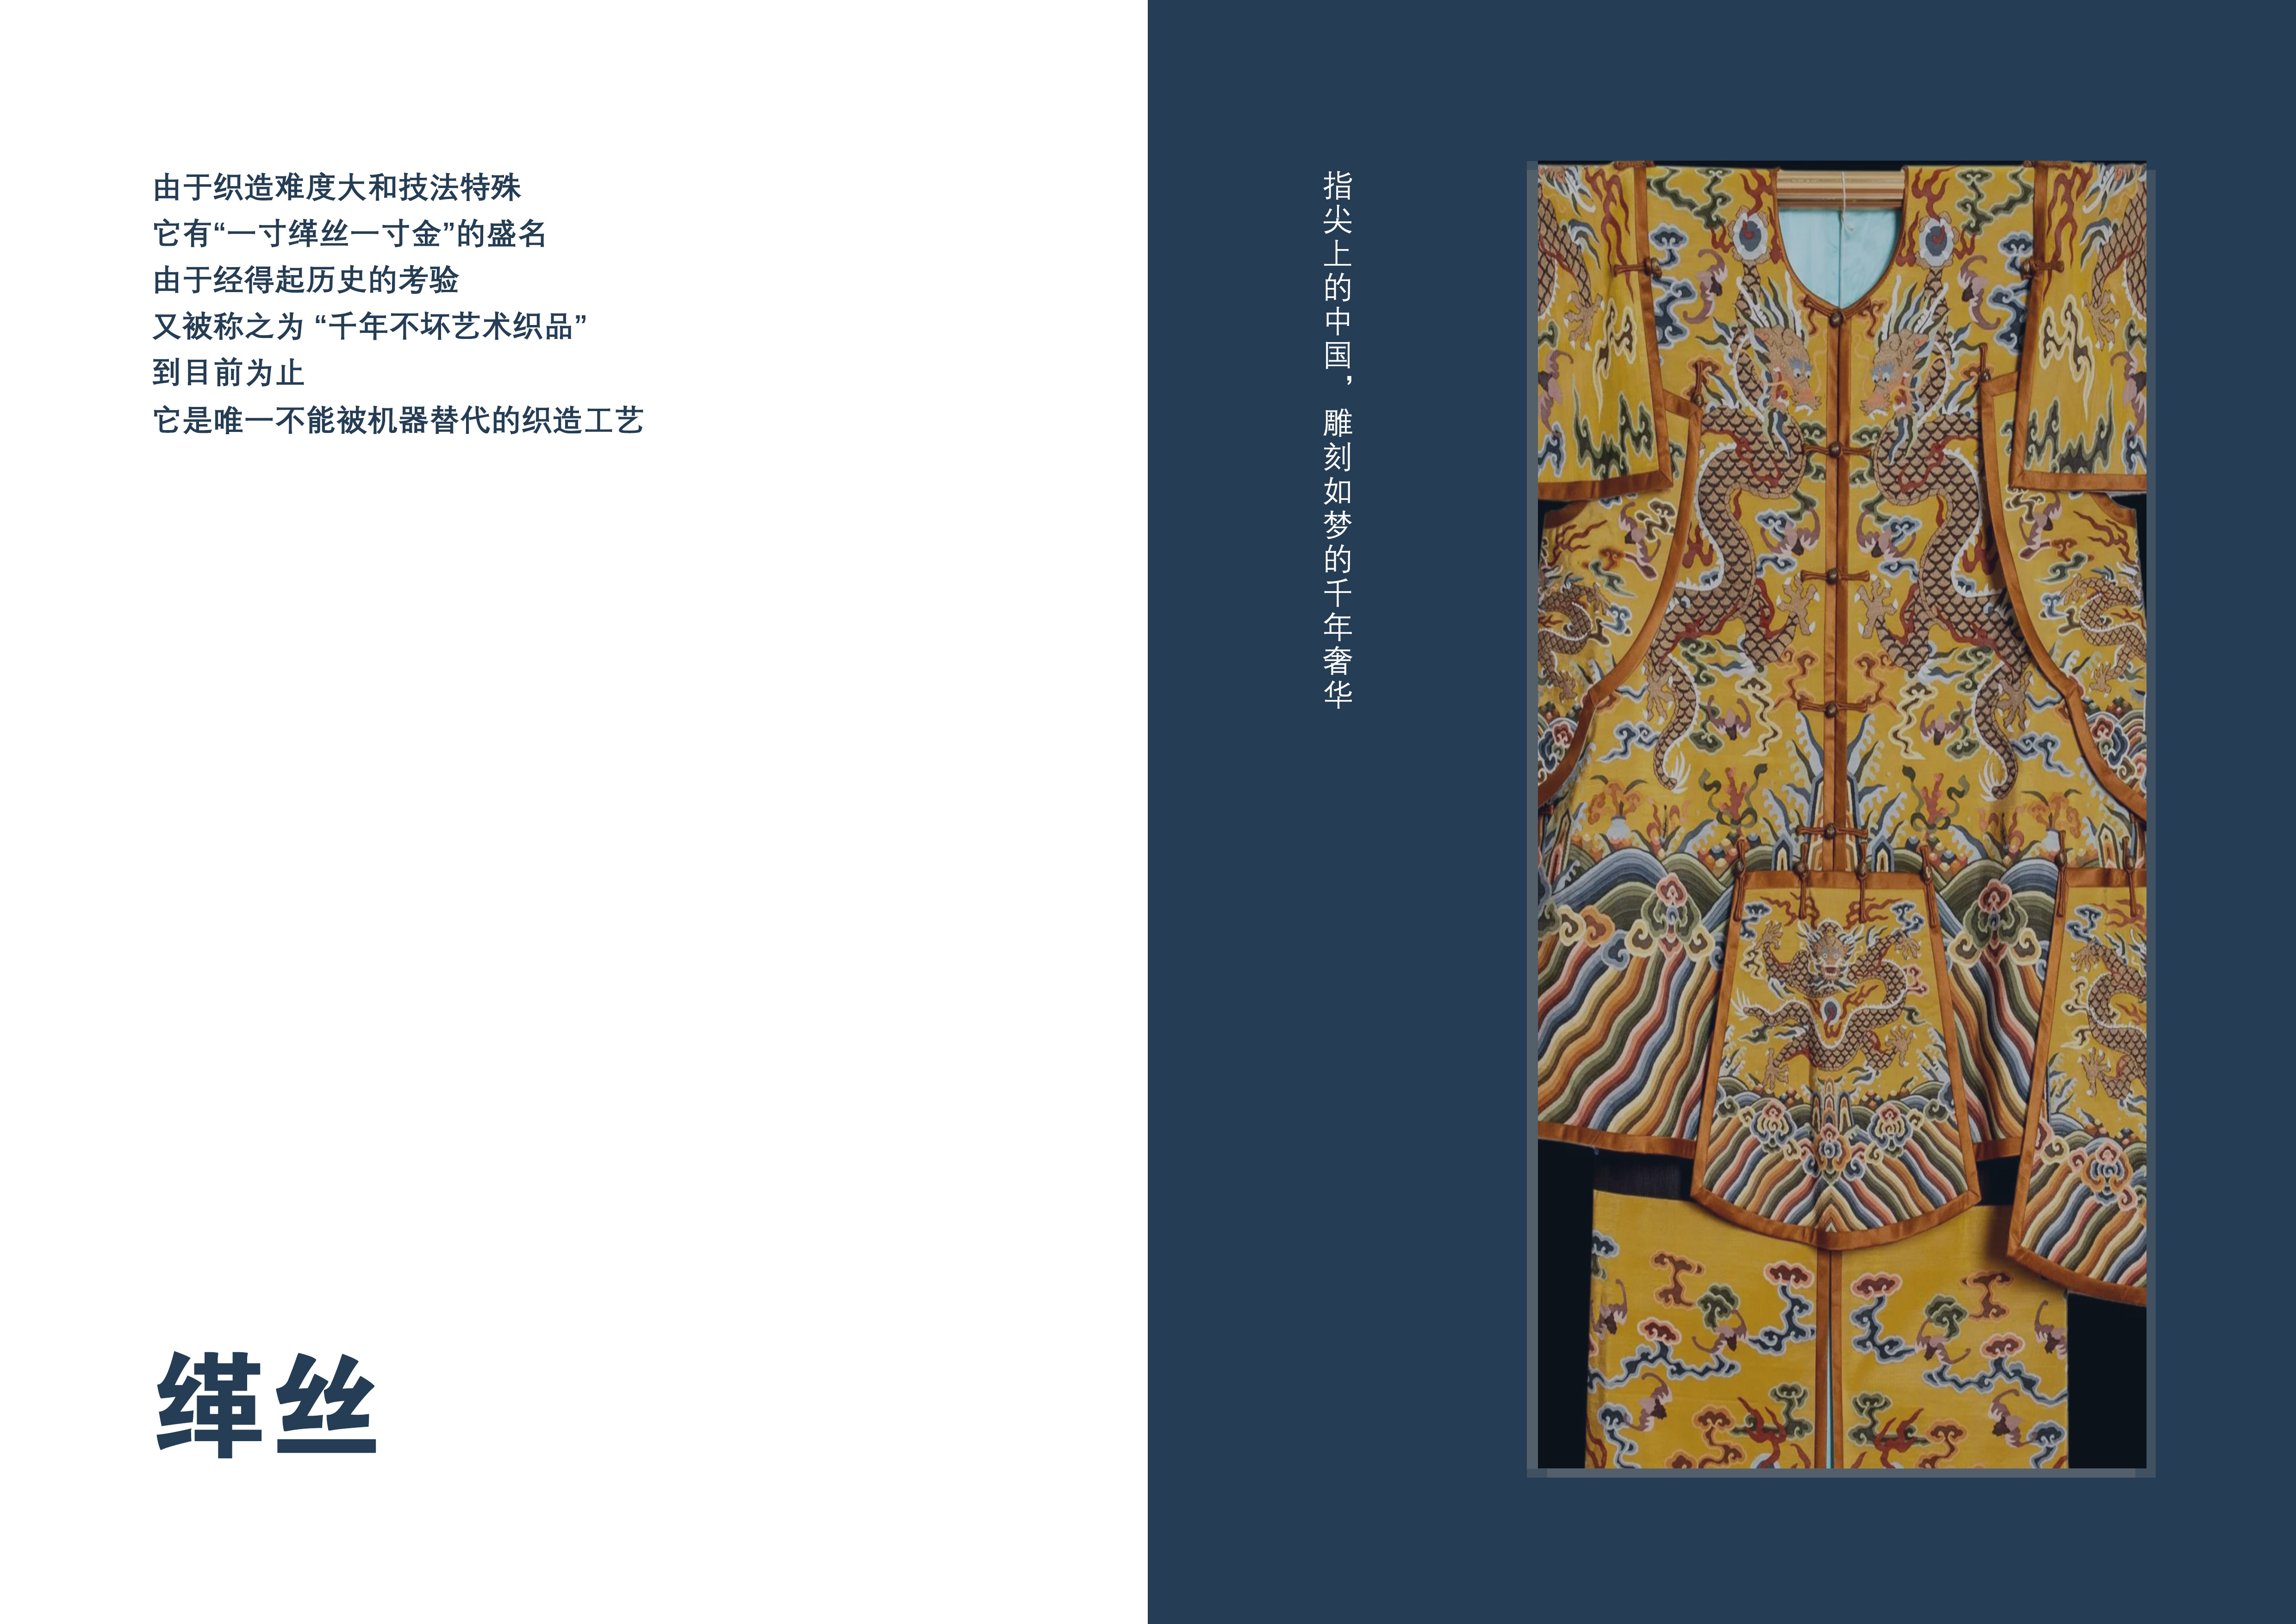 由于织造难度大和技法特殊
它有“一寸缂丝一寸金”的盛名
由于经得起历史的考验
又被称之为 “千年不坏艺术织品”
到目前为止
它是唯一不能被机器替代的织造工艺
缂丝
指尖上的中国，雕刻如梦的千年奢华